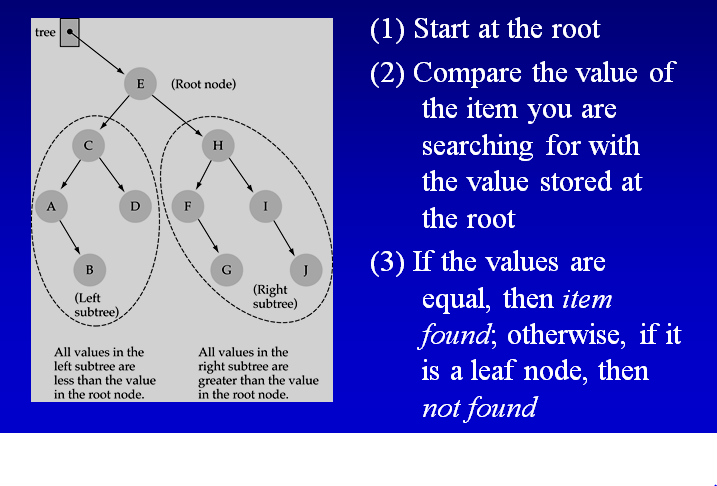 tree
E
(Root node)
C
H
A
D
F
I
B
G
J
(Left
subtree)
(Right
subtree)
All values in the
left subtree are
less than the value
in the root node.
All values in the
right subtree are
greater than the value
in the root node.
(1) Start at the root
(2) Compare the value of
the item you are
searching for with
the value stored at
the root
(3) If the values are
equal, then item
found; otherwise, if it
is a leaf node, then
not found